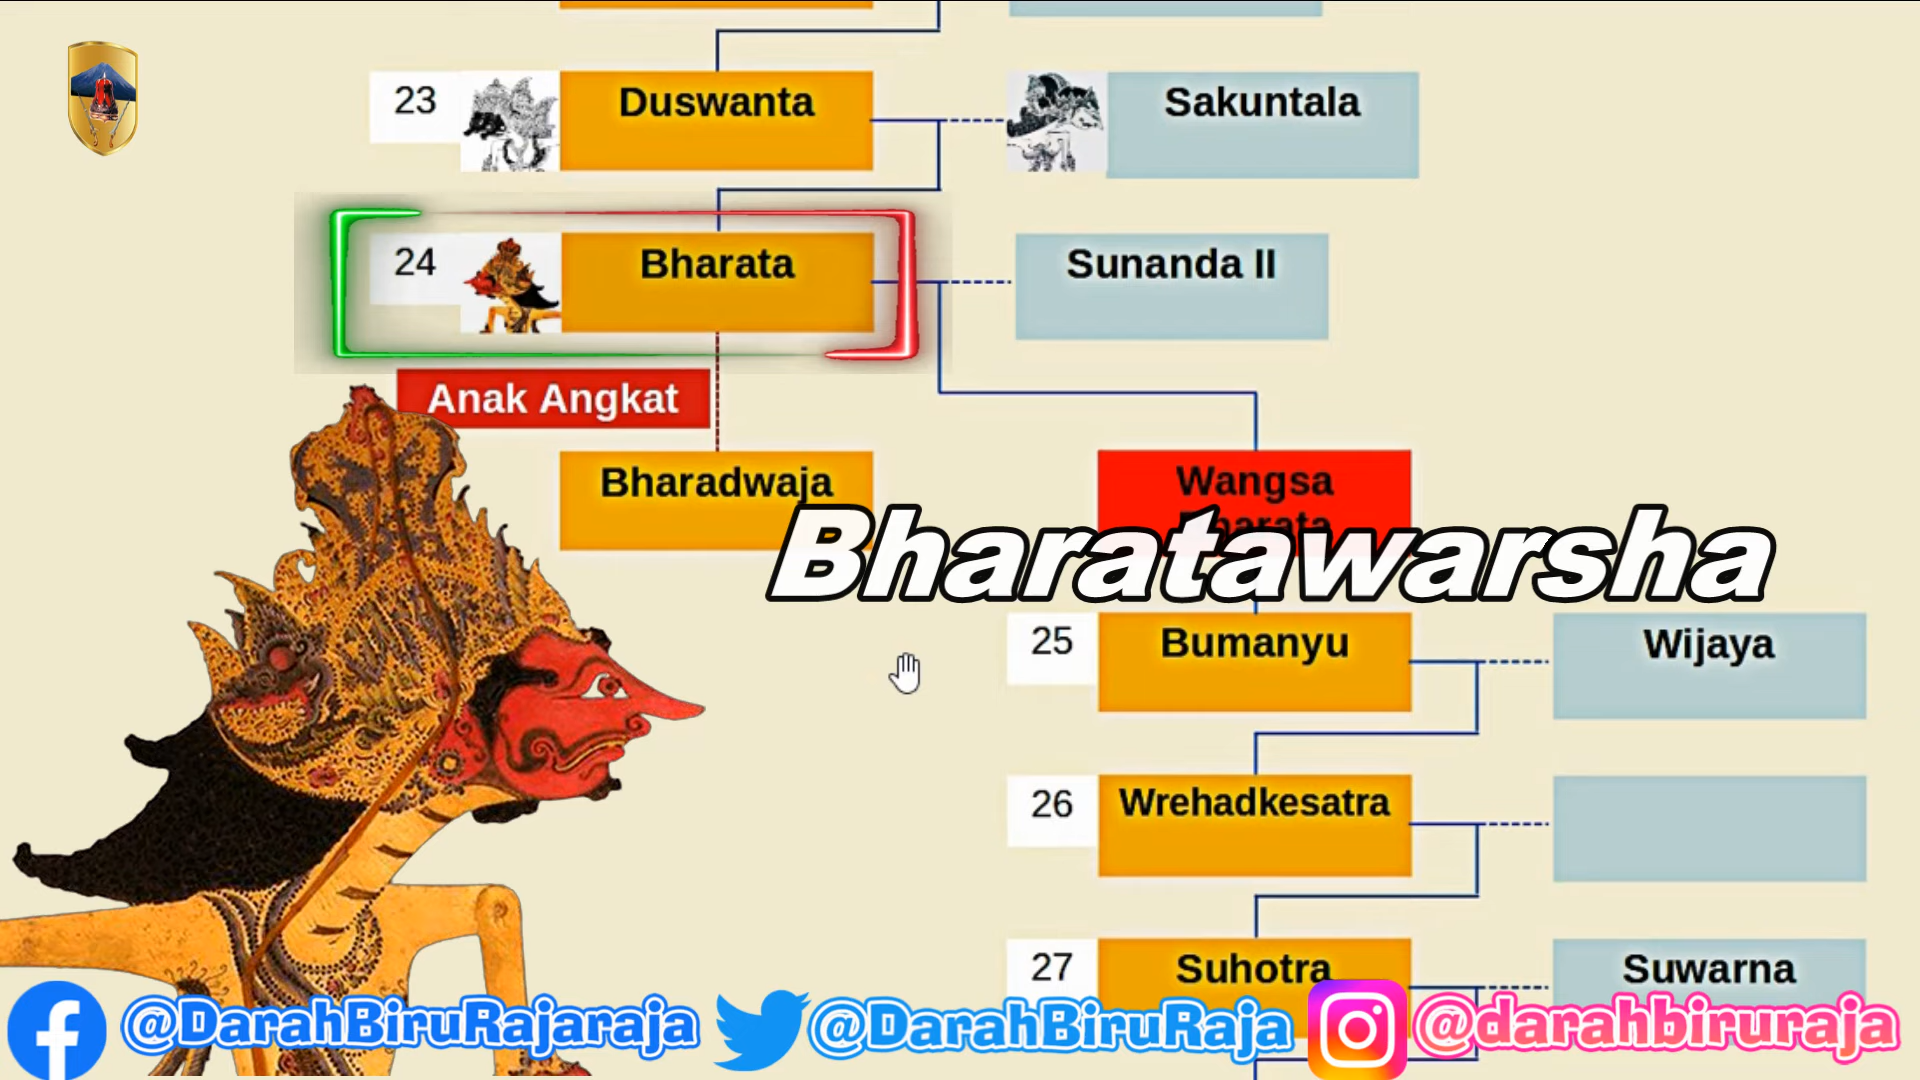 23
Duswanta
Sakuntala
24
Bharata
Sunanda II
Anak Angkat
Bharadwaja
Wangsa
Bharata
Bharatawarsha
25
Bumanyu
Wijaya
26
Wrehadkesatra
27
Suhotra
Suwarna
@DarahBiruRajaraja
@DarahBiruRaja
@darahbiruraja